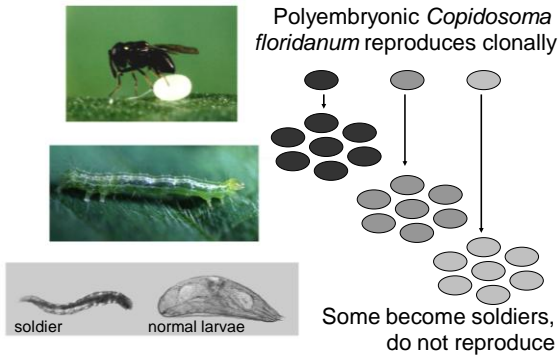 Polyembryonic Copidosoma
floridanum reproduces clonally
soldier
normal larvae
Some become soldiers,
do not reproduce